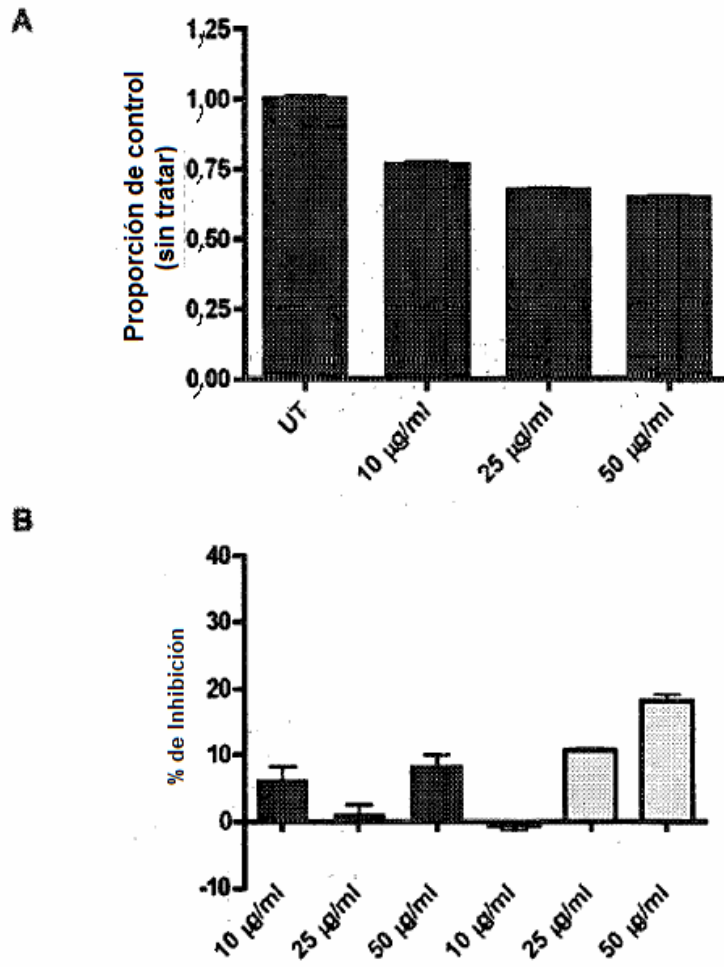 A
Proporción de control
(sin tratar)
1,25
1,00
0,75
0,50
0,25
0,00
UT
10 µg/ml
25 µg/ml
50 µg/ml
B
% de Inhibición
40
30
20
10
0
-10
10 µg/ml
25 µg/ml
50 µg/ml
10 µg/ml
25 µg/ml
50 µg/ml